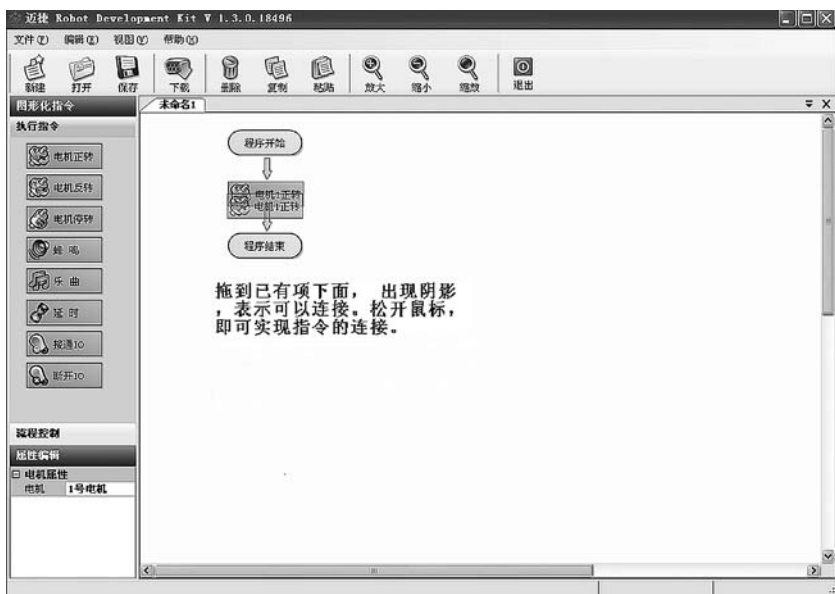 迈捷 Robot Development Kit V 1.3.0.18496
文件(F) 编辑(E) 视图(V) 帮助(H)
新建 打开 保存 下载 删除 复制 粘贴 放大 缩小 缩放 退出
图形化指令
未命名1
执行指令
电机正转
电机反转
电机停转
蜂 鸣
乐 曲
延 时
接通IO
断开IO
流程控制
属性编辑
电机属性
电机 1号电机
程序开始
电机1正转
电机1正转
程序结束
拖到已有项下面， 出现阴影
，表示可以连接。松开鼠标，
即可实现指令的连接。